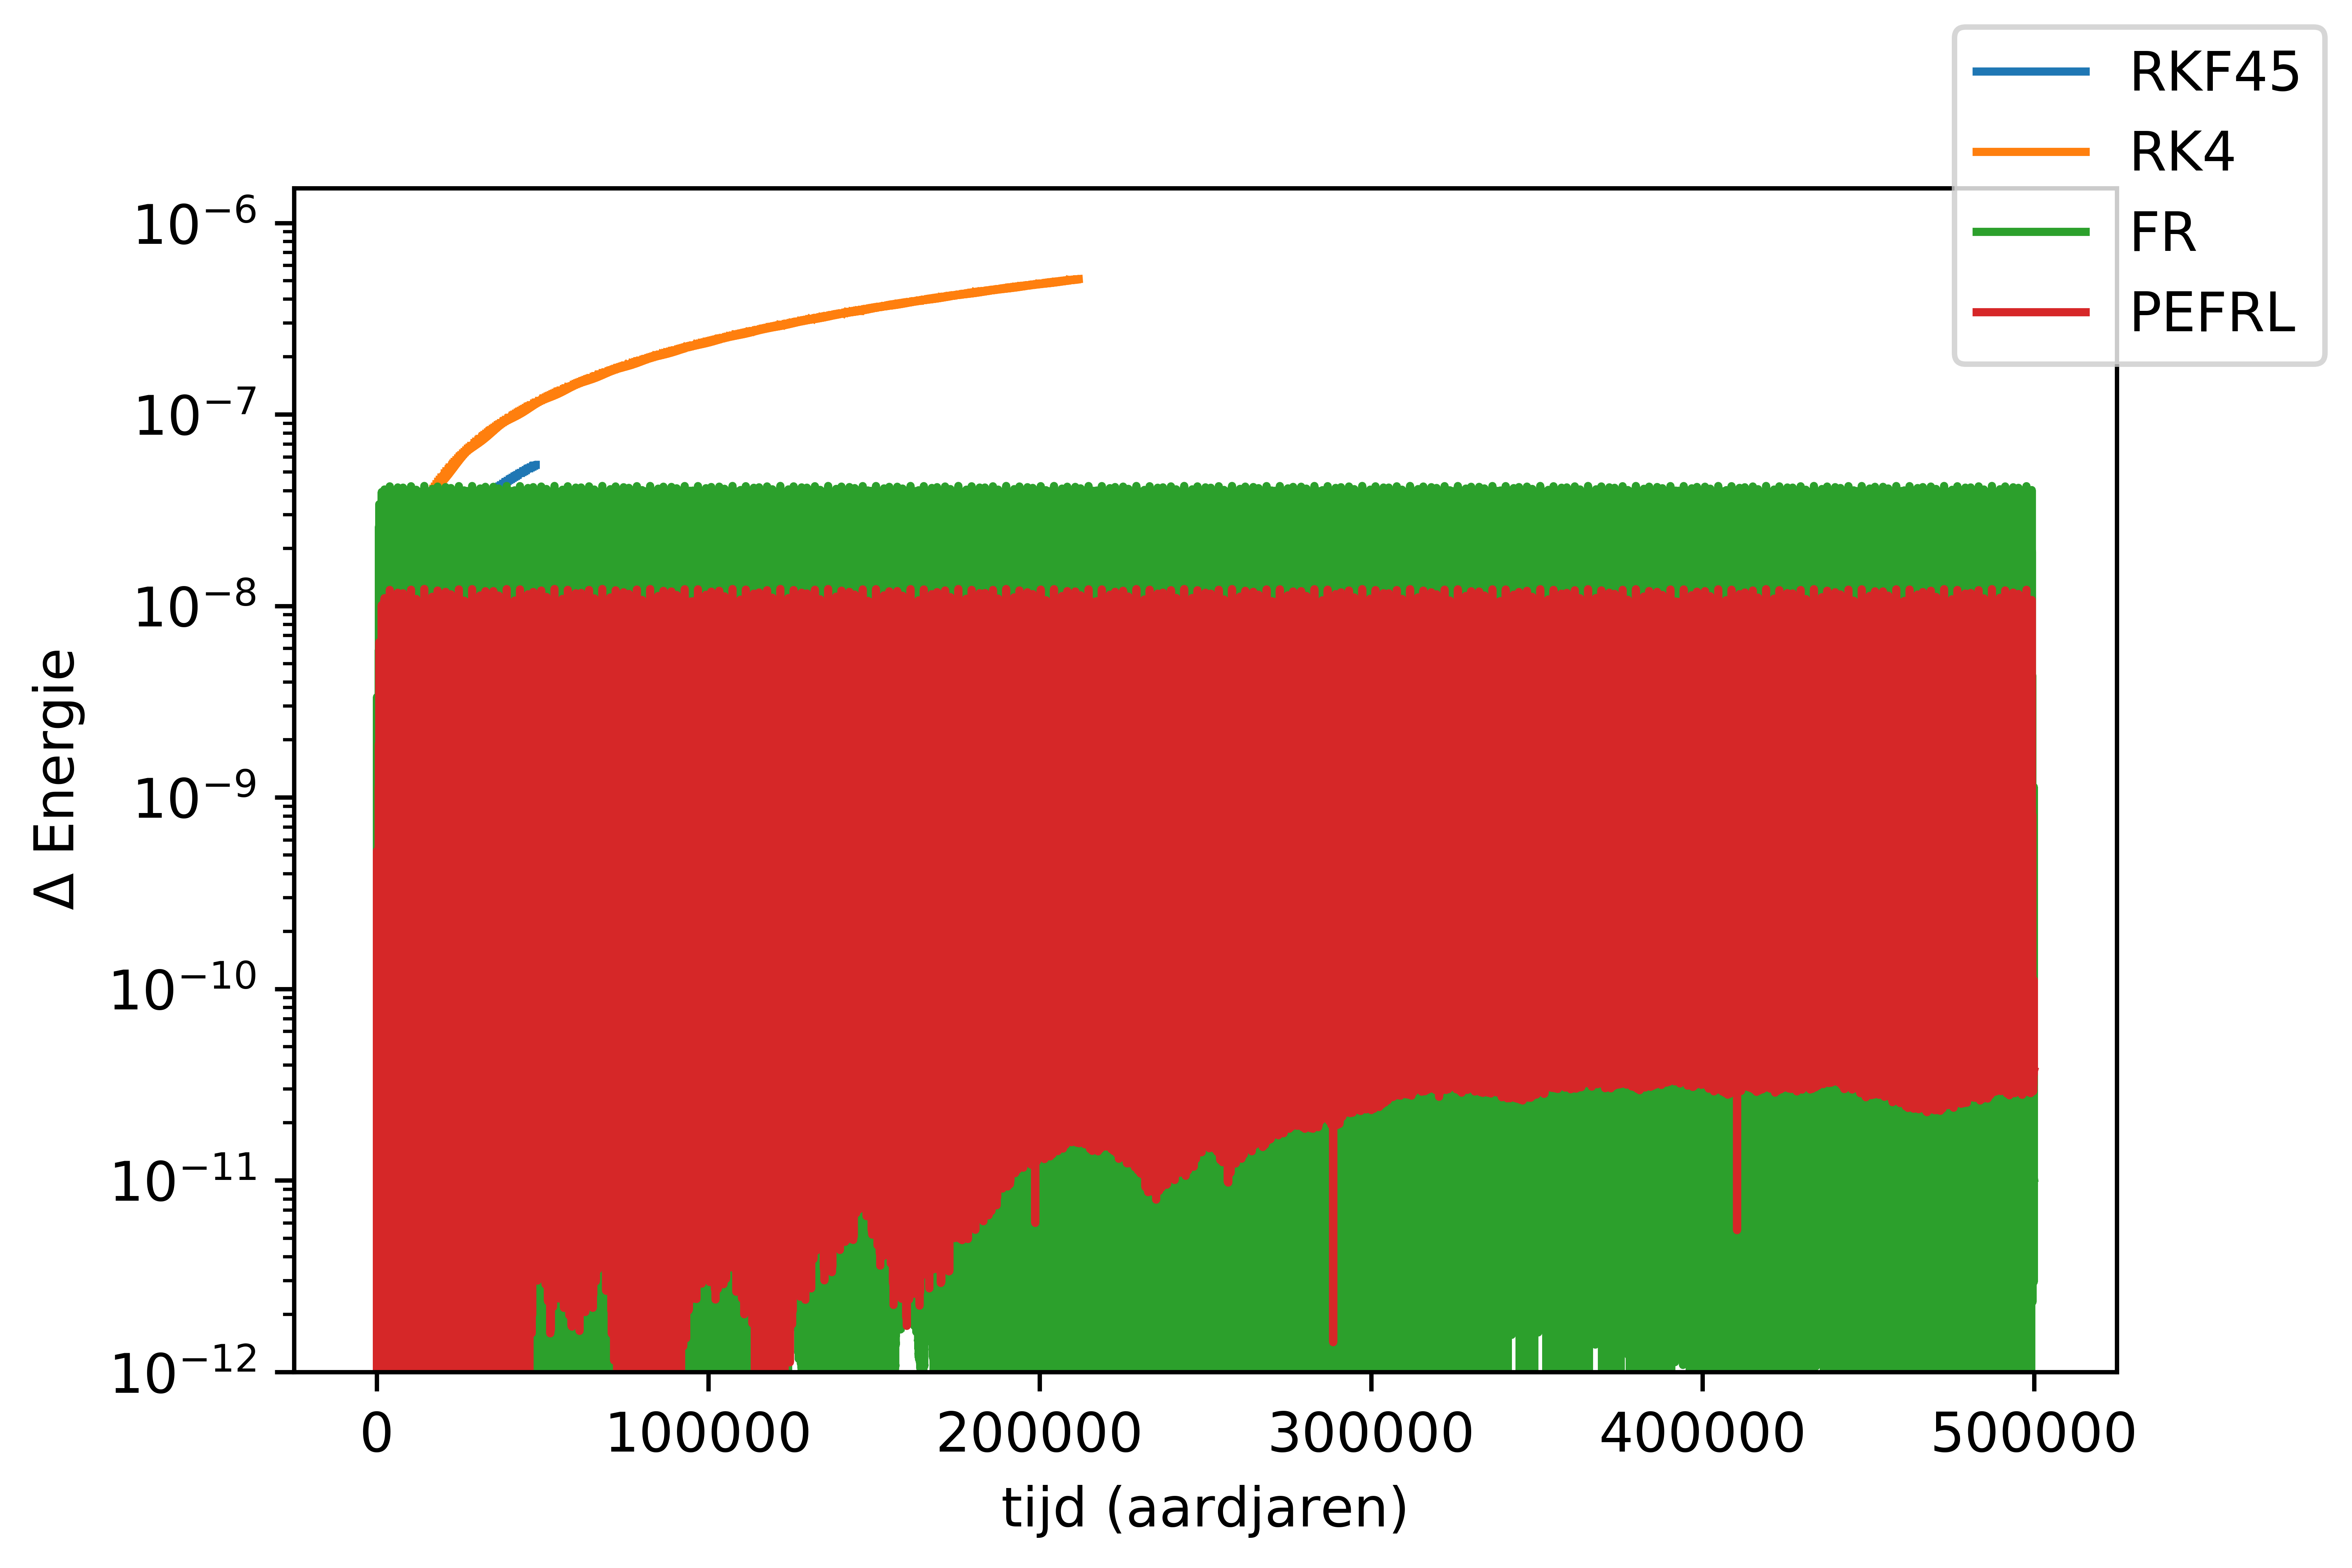 RKF45
RK4
FR
PEFRL
10⁻⁶
10⁻⁷
10⁻⁸
10⁻⁹
10⁻¹⁰
10⁻¹¹
10⁻¹²
Δ Energie
0 100000 200000 300000 400000 500000
tijd (aardjaren)